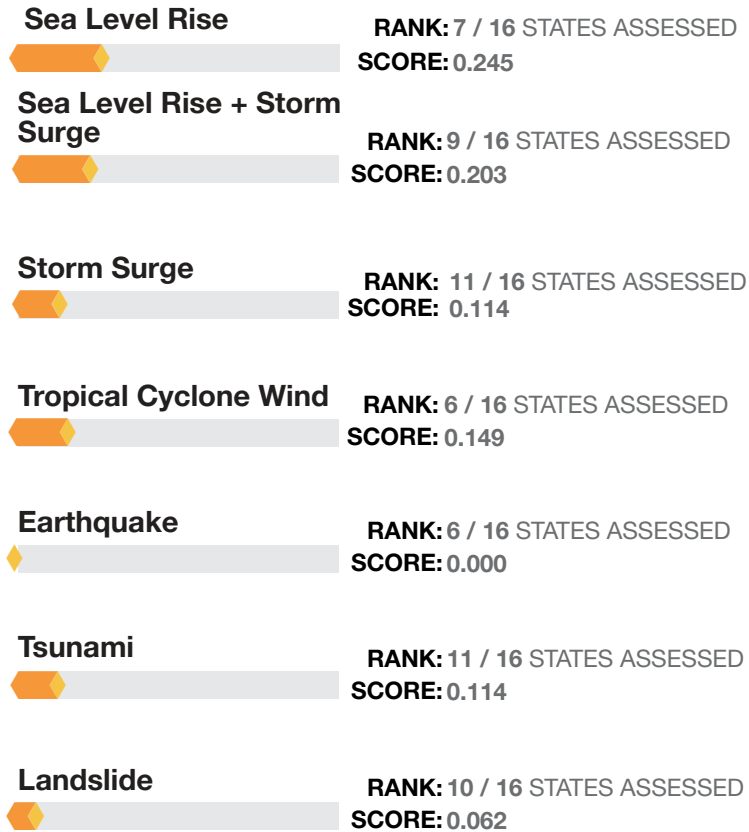 Sea Level Rise
RANK: 7 / 16 STATES ASSESSED
SCORE: 0.245
Sea Level Rise + Storm
Surge
RANK: 9 / 16 STATES ASSESSED
SCORE: 0.203
Storm Surge
RANK: 11 / 16 STATES ASSESSED
SCORE: 0.114
Tropical Cyclone Wind
RANK: 6 / 16 STATES ASSESSED
SCORE: 0.149
Earthquake
RANK: 6 / 16 STATES ASSESSED
SCORE: 0.000
Tsunami
RANK: 11 / 16 STATES ASSESSED
SCORE: 0.114
Landslide
RANK: 10 / 16 STATES ASSESSED
SCORE: 0.062